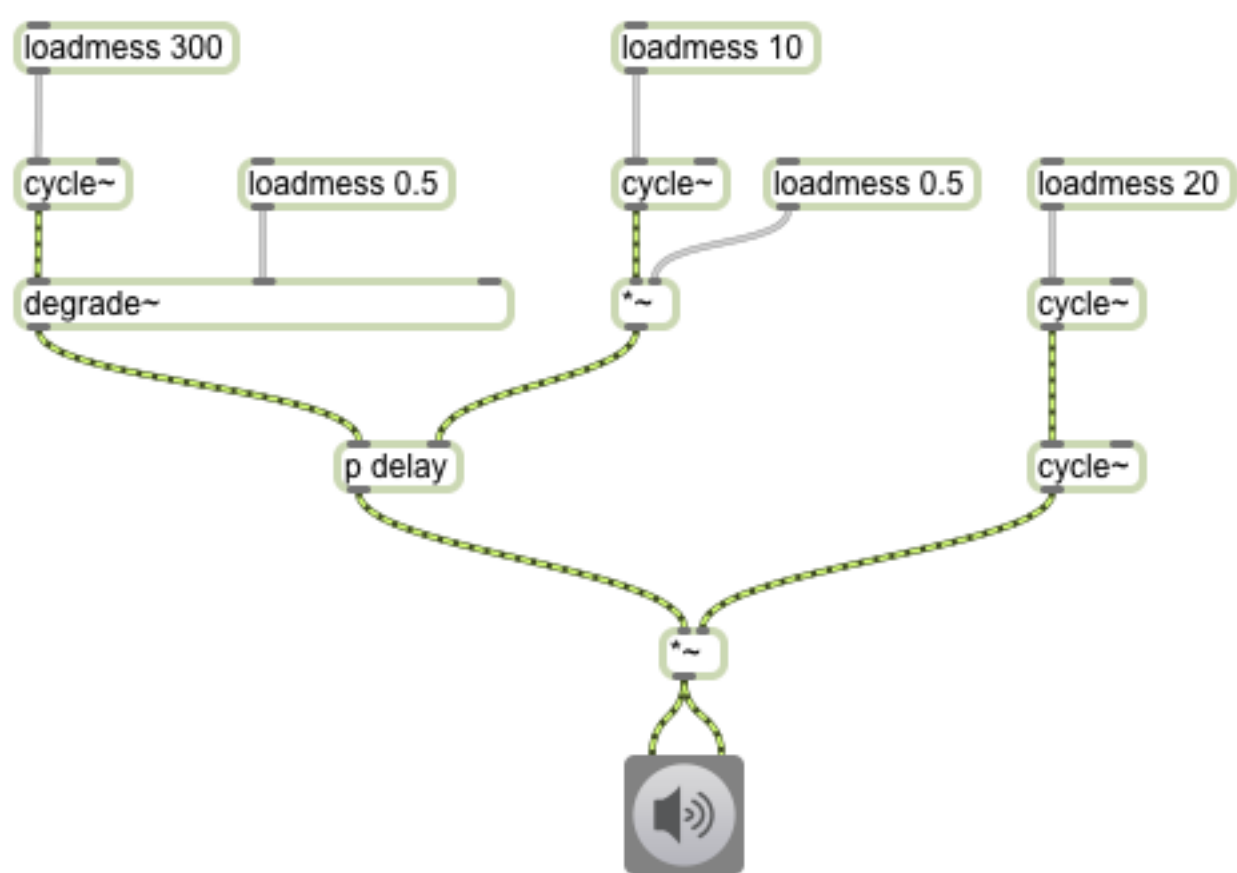 loadmess 300
loadmess 10
cycle~
loadmess 0.5
cycle~
loadmess 0.5
loadmess 20
degrade~
*~
cycle~
p delay
cycle~
*~